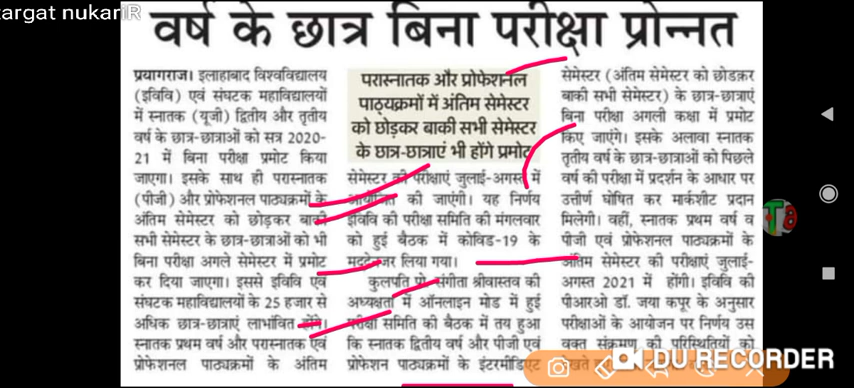 targat nukari
R
वर्ष के छात्र बिना परीक्षा प्रोन्नत
प्रयागराज। इलाहाबाद विश्वविद्यालय
(इविवि) एवं संघटक महाविद्यालयों
में स्नातक (यूजी) द्वितीय और तृतीय
वर्ष के छात्र-छात्राओं को सत्र 2020-
21 में बिना परीक्षा प्रमोट किया
जाएगा। इसके साथ ही परास्नातक
(पीजी) और प्रोफेशनल पाठ्यक्रमों के
अंतिम सेमेस्टर को छोड़कर बाकी
सभी सेमेस्टर के छात्र-छात्राओं को भी
बिना परीक्षा अगले सेमेस्टर में प्रमोट
कर दिया जाएगा। इससे इविवि एवं
संघटक महाविद्यालयों के 25 हजार से
अधिक छात्र-छात्राएं लाभांवित होंगे।
स्नातक प्रथम वर्ष और परास्नातक एवं
प्रोफेशनल पाठ्यक्रमों के अंतिम
परास्नातक और प्रोफेशनल
पाठ्यक्रमों में अंतिम सेमेस्टर
को छोड़कर बाकी सभी सेमेस्टर
के छात्र-छात्राएं भी होंगे प्रमोट
सेमेस्टर की परीक्षाएं जुलाई-अगस्त में
आयोजित की जाएंगी। यह निर्णय
इविवि की परीक्षा समिति की मंगलवार
को हुई बैठक में कोविड-19 के
मद्देनजर लिया गया।
कुलपति प्रो. संगीता श्रीवास्तव की
अध्यक्षता में ऑनलाइन मोड में हुई
परीक्षा समिति की बैठक में तय हुआ
कि स्नातक द्वितीय वर्ष और पीजी एवं
प्रोफेशन पाठ्यक्रमों के इंटरमीडिएट
सेमेस्टर (अंतिम सेमेस्टर को छोडक़र
बाकी सभी सेमेस्टर) के छात्र-छात्राएं
बिना परीक्षा अगली कक्षा में प्रमोट
किए जाएंगे। इसके अलावा स्नातक
तृतीय वर्ष के छात्र-छात्राओं को पिछले
वर्ष की परीक्षा में प्रदर्शन के आधार पर
उत्तीर्ण घोषित कर मार्कशीट प्रदान
मिलेगी। वहीं, स्नातक प्रथम वर्ष व
पीजी एवं प्रोफेशनल पाठ्यक्रमों के
अंतिम सेमेस्टर की परीक्षाएं जुलाई-
अगस्त 2021 में होंगी। इविवि की
पीआरओ डॉ. जया कपूर के अनुसार
परीक्षाओं के आयोजन पर निर्णय उस
वक्त संक्रमण की परिस्थितियों को
DU RECORDER